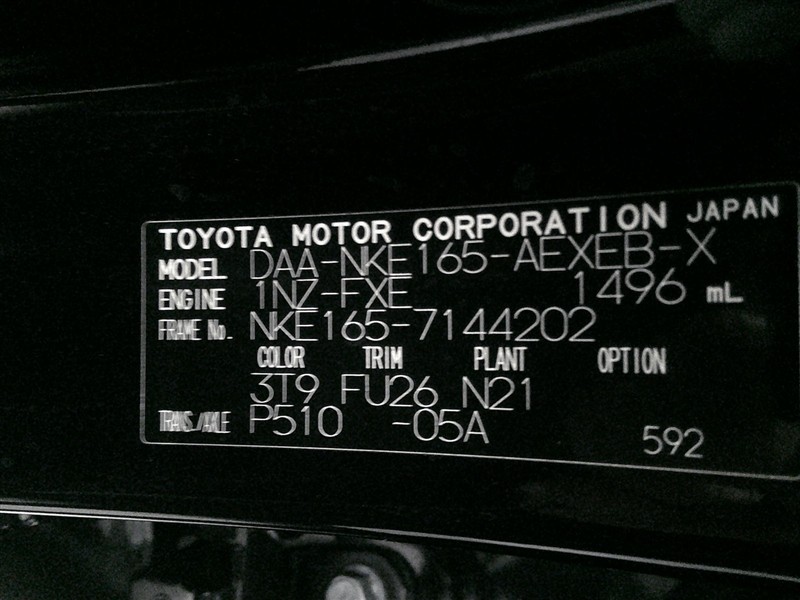 TOYOTA MOTOR CORPORATION JAPAN
MODEL DAA-NKE165-AEXEB-X
ENGINE 1NZ-FXE 1496 mL
FRAME No. NKE165-7144202
COLOR TRIM PLANT OPTION
3T9 FU26 N21
TRANS./AXLE P510 -05A
592